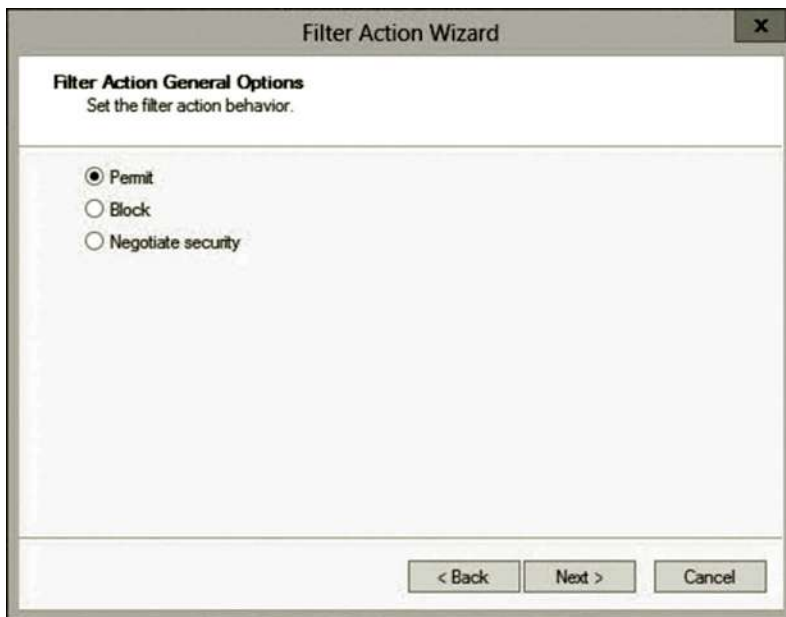 Filter Action Wizard
x
Filter Action General Options
Set the filter action behavior.
Permit
Block
Negotiate security
< Back Next > Cancel